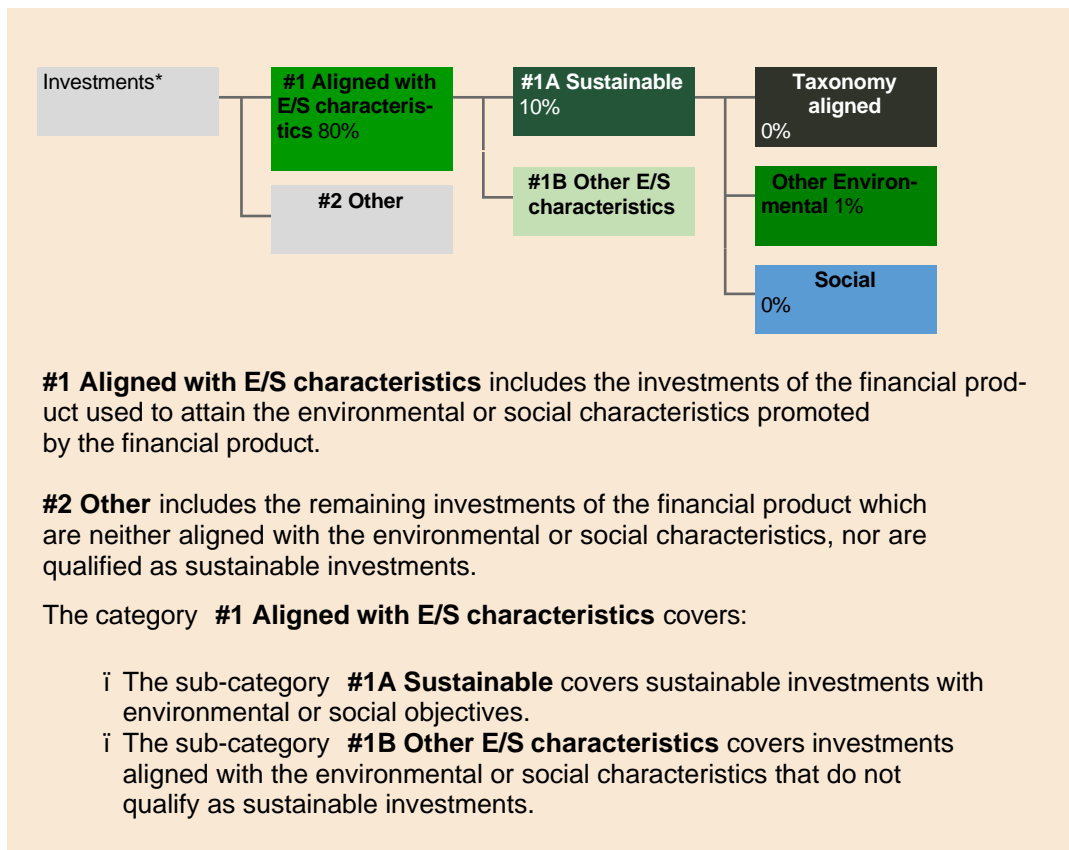 Investments*
#1 Aligned with
E/S characteris-
tics 80%
#2 Other
#1A Sustainable
10%
#1B Other E/S
characteristics
Taxonomy
aligned
0%
Other Environ-
mental 1%
Social
0%
#1 Aligned with E/S characteristics includes the investments of the financial prod-
uct used to attain the environmental or social characteristics promoted
by the financial product.
#2 Other includes the remaining investments of the financial product which
are neither aligned with the environmental or social characteristics, nor are
qualified as sustainable investments.
The category #1 Aligned with E/S characteristics covers:
ï The sub-category #1A Sustainable covers sustainable investments with
environmental or social objectives.
ï The sub-category #1B Other E/S characteristics covers investments
aligned with the environmental or social characteristics that do not
qualify as sustainable investments.